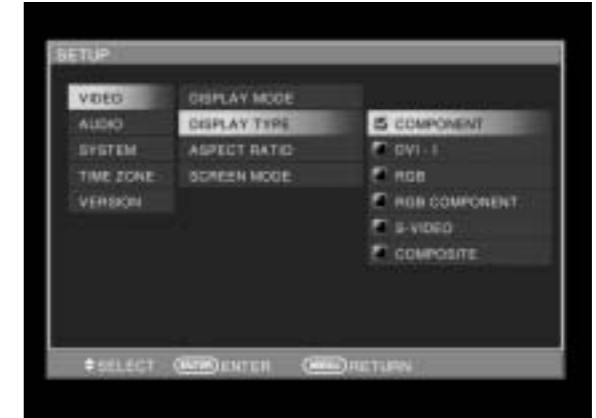 SETUP
VIDEO DISPLAY MODE
AUDIO DISPLAY TYPE COMPONENT
SYSTEM ASPECT RATIO DVI - I
TIME ZONE SCREEN MODE RGB
VERSION RGB COMPONENT
S-VIDEO
COMPOSITE
SELECT ENTER ENTER MENU RETURN